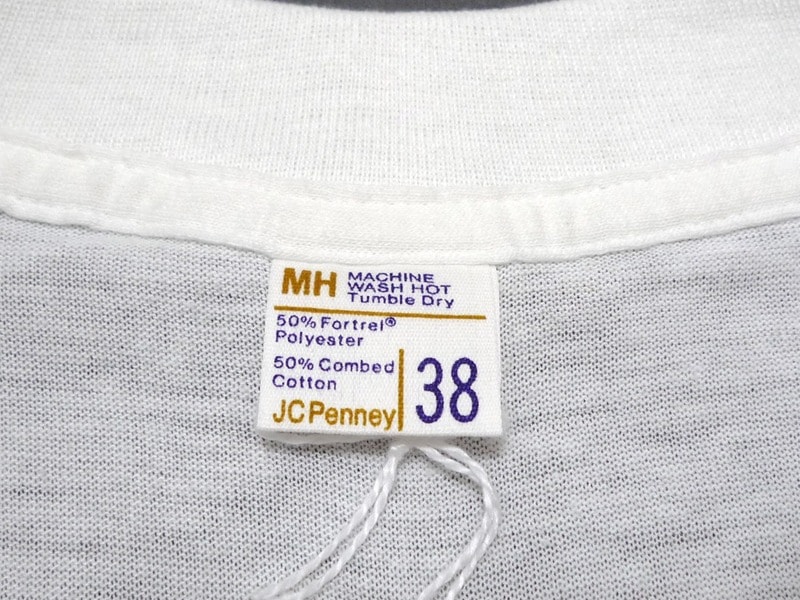 MH MACHINE
WASH HOT
Tumble Dry
50% Fortrel®
Polyester
50% Combed
Cotton
JCPenney
38